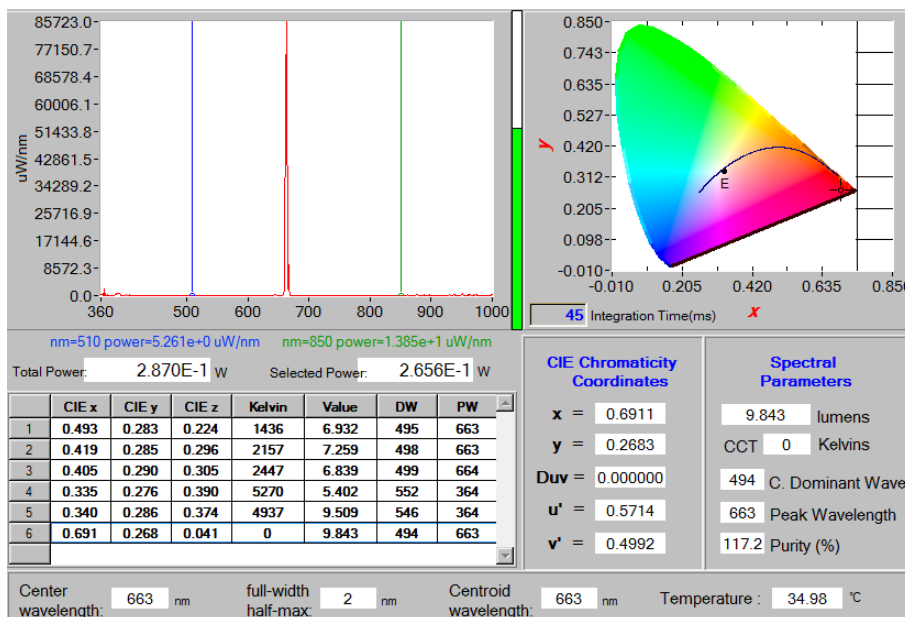 85723.0
77150.7
68578.4
60006.1
51433.8
42861.5
34289.2
25716.9
17144.6
8572.3
0.0
uW/nm
360 500 600 700 800 900 1000
0.850
0.743
0.635
0.527
0.420
0.312
0.205
0.098
-0.010
y
E
-0.010 0.205 0.420 0.635 0.850
45 Integration Time(ms) x
nm=510 power=5.261e+0 uW/nm nm=850 power=1.385e+1 uW/nm
Total Power: 2.870E-1 W Selected Power: 2.656E-1 W
CIE x CIE y CIE z Kelvin Value DW PW
1 0.493 0.283 0.224 1436 6.932 495 663
2 0.419 0.285 0.296 2157 7.259 498 663
3 0.405 0.290 0.305 2447 6.839 499 664
4 0.335 0.276 0.390 5270 5.402 552 364
5 0.340 0.286 0.374 4937 9.509 546 364
6 0.691 0.268 0.041 0 9.843 494 663
CIE Chromaticity
Coordinates
x = 0.6911
y = 0.2683
Duv = 0.000000
u' = 0.5714
v' = 0.4992
Spectral
Parameters
9.843 lumens
CCT 0 Kelvins
494 C. Dominant Wave
663 Peak Wavelength
117.2 Purity (%)
Center
wavelength: 663 nm
full-width
half-max: 2 nm
Centroid
wavelength: 663 nm
Temperature : 34.98 °C